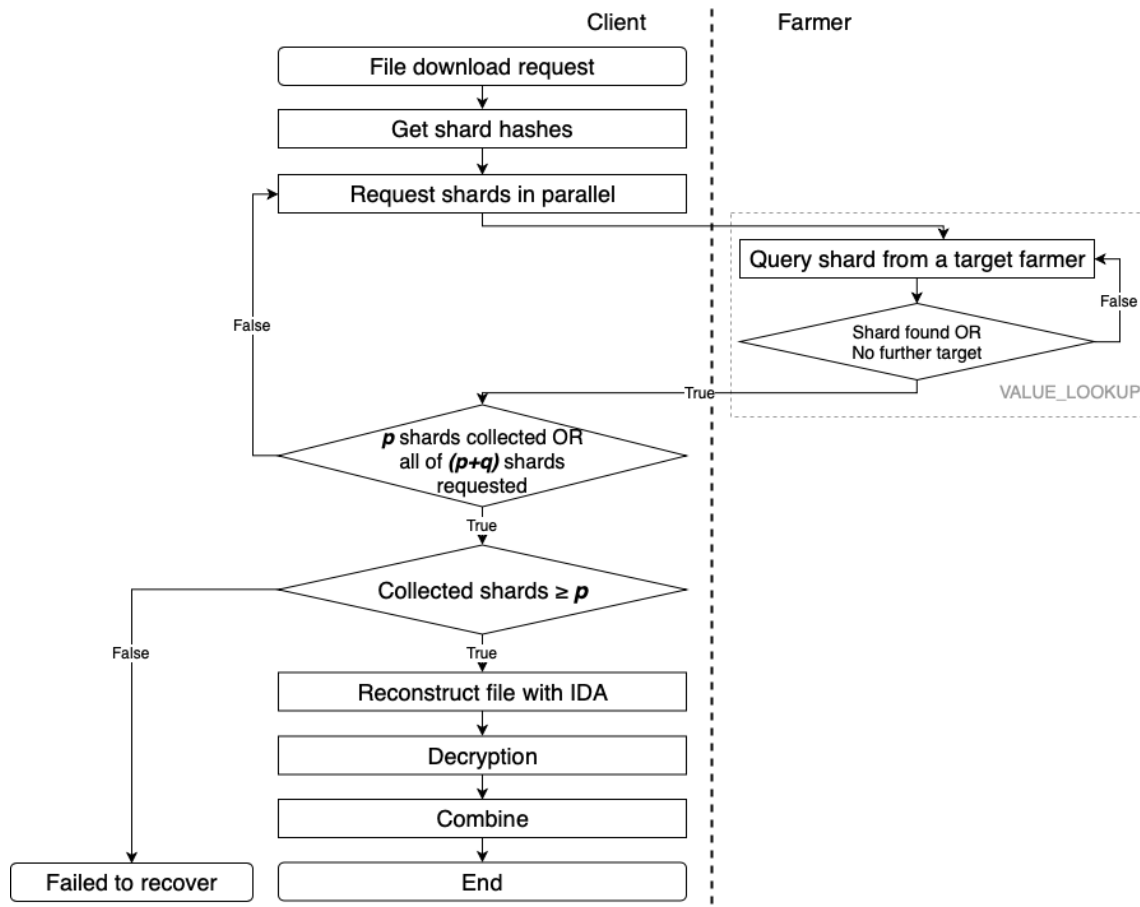 Client
Farmer
File download request
Get shard hashes
Request shards in parallel
Query shard from a target farmer
False
False
Shard found OR
No further target
True
VALUE_LOOKUP
p shards collected OR
all of (p+q) shards
requested
True
Collected shards ≥ p
False
True
Reconstruct file with IDA
Decryption
Combine
Failed to recover
End